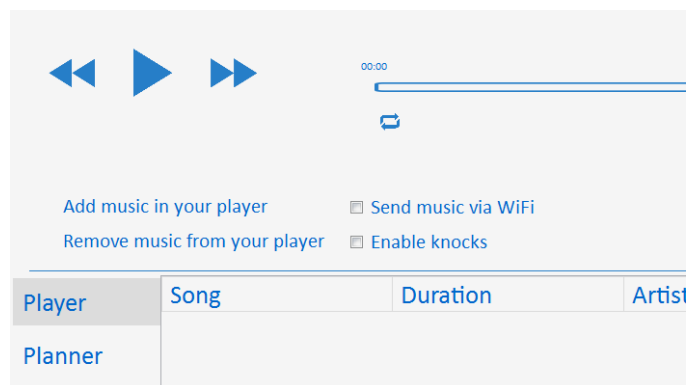 00:00
Add music in your player
Send music via WiFi
Remove music from your player
Enable knocks
Player
Song
Duration
Artist
Planner